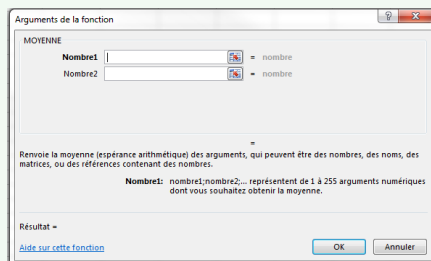 Arguments de la fonction
MOYENNE
Nombre1 = nombre
Nombre2 = nombre
=
Renvoie la moyenne (espérance arithmétique) des arguments, qui peuvent être des nombres, des noms, des
matrices, ou des références contenant des nombres.
Nombre1: nombre1;nombre2;... représentent de 1 à 255 arguments numériques
dont vous souhaitez obtenir la moyenne.
Résultat =
Aide sur cette fonction
OK Annuler